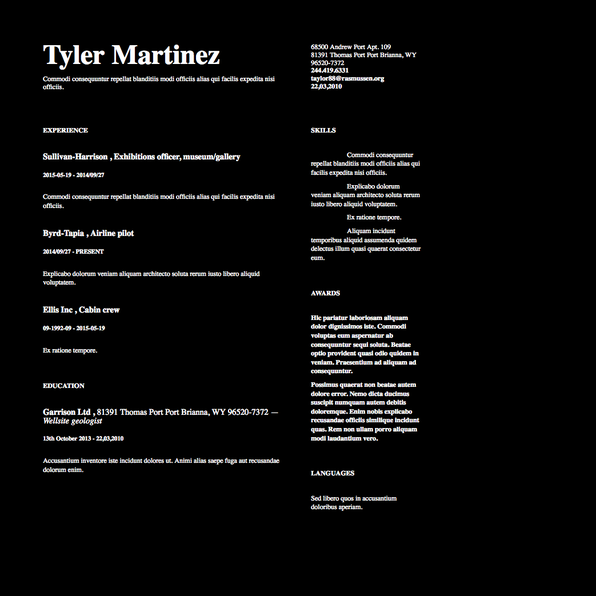 Tyler Martinez
Commodi consequuntur repellat blanditiis modi officiis alias qui facilis expedita nisi
officiis.
68500 Andrew Port Apt. 109
81391 Thomas Port Port Brianna, WY
96520-7372
244.419.6331
taylor88@rasmussen.org
22,03,2010
EXPERIENCE
Sullivan-Harrison , Exhibitions officer, museum/gallery
2015-05-19 - 2014/09/27
Commodi consequuntur repellat blanditiis modi officiis alias qui facilis expedita nisi
officiis.
Byrd-Tapia , Airline pilot
2014/09/27 - PRESENT
Explicabo dolorum veniam aliquam architecto soluta rerum iusto libero aliquid
voluptatem.
Ellis Inc , Cabin crew
09-1992-09 - 2015-05-19
Ex ratione tempore.
EDUCATION
Garrison Ltd , 81391 Thomas Port Port Brianna, WY 96520-7372 —
Wellsite geologist
13th October 2013 - 22,03,2010
Accusantium inventore iste incidunt dolores ut. Animi alias saepe fuga aut recusandae
dolorum enim.
SKILLS
Commodi consequuntur
repellat blanditiis modi officiis alias qui
facilis expedita nisi officiis.
Explicabo dolorum
veniam aliquam architecto soluta rerum
iusto libero aliquid voluptatem.
Ex ratione tempore.
Aliquam incidunt
temporibus aliquid assumenda quidem
delectus illum quasi quaerat consectetur
eum.
AWARDS
Hic pariatur laboriosam aliquam
dolor dignissimos iste. Commodi
voluptas eum aspernatur ab
consequuntur sequi soluta. Beatae
optio provident quasi odio quidem in
veniam. Praesentium ad aliquam ad
consequuntur.
Possimus quaerat non beatae autem
dolore error. Nemo dicta ducimus
suscipit numquam autem debitis
doloremque. Enim nobis explicabo
recusandae officiis similique incidunt
quas. Rem non ullam porro aliquam
modi laudantium vero.
LANGUAGES
Sed libero quos in accusantium
doloribus aperiam.